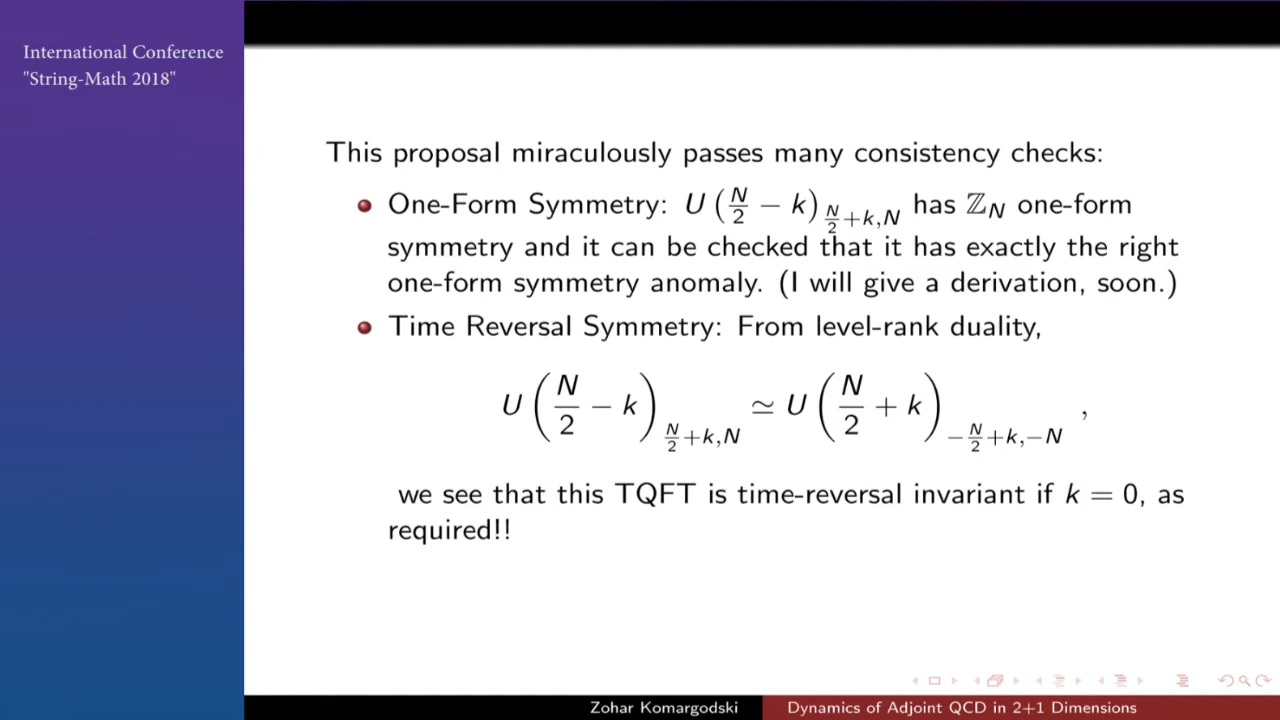 International Conference
"String-Math 2018"
This proposal miraculously passes many consistency checks:
One-Form Symmetry: U(N/2 − k)_{N/2+k,N} has ℤ_N one-form
symmetry and it can be checked that it has exactly the right
one-form symmetry anomaly. (I will give a derivation, soon.)
Time Reversal Symmetry: From level-rank duality,
U(N/2 − k)_{N/2+k,N} ≃ U(N/2 + k)_{−N/2+k,−N} ,
we see that this TQFT is time-reversal invariant if k = 0, as
required!!
Zohar Komargodski Dynamics of Adjoint QCD in 2+1 Dimensions